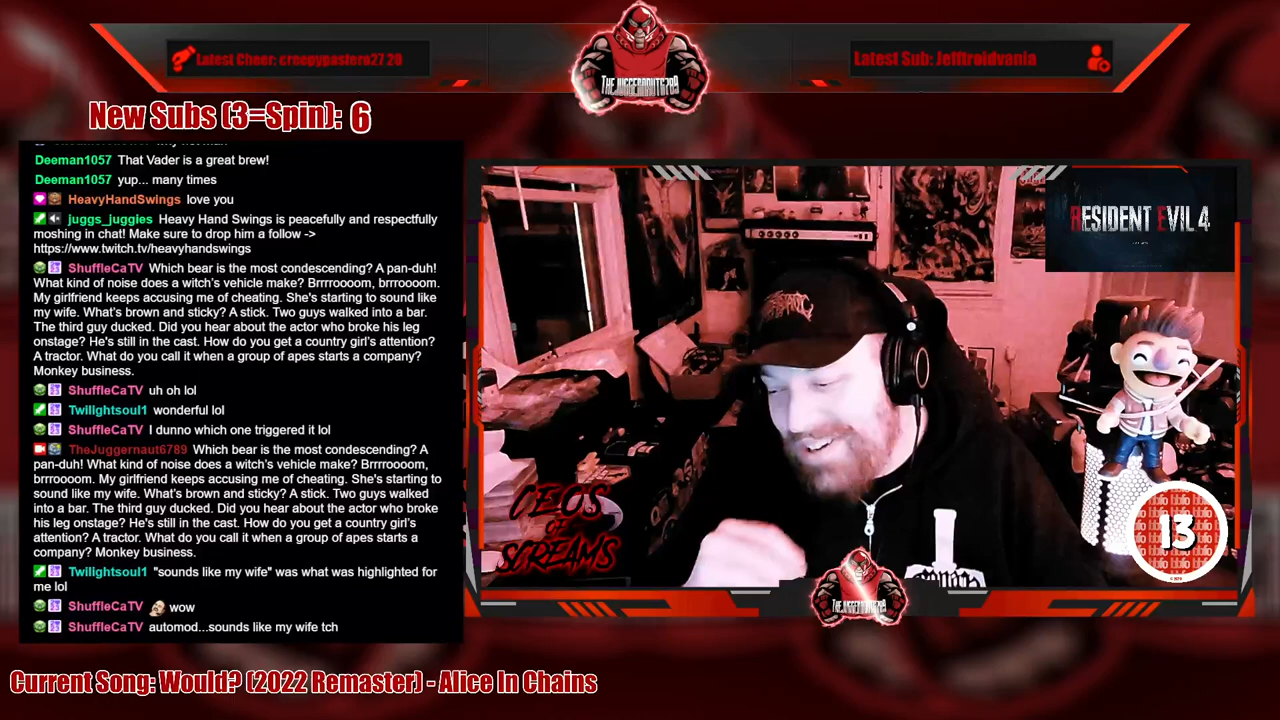 Latest Cheer: creepypastero27 20
THEJUGGERNAUT6789
Latest Sub: Jefftroidvania
New Subs (3=Spin): 6
Deeman1057 That Vader is a great brew!
Deeman1057 yup... many times
HeavyHandSwings love you
juggs_juggies Heavy Hand Swings is peacefully and respectfully
moshing in chat! Make sure to drop him a follow ->
https://www.twitch.tv/heavyhandswings
ShuffleCaTV Which bear is the most condescending? A pan-duh!
What kind of noise does a witch's vehicle make? Brrrroooom, brrroooom.
My girlfriend keeps accusing me of cheating. She's starting to sound like
my wife. What's brown and sticky? A stick. Two guys walked into a bar.
The third guy ducked. Did you hear about the actor who broke his leg
onstage? He's still in the cast. How do you get a country girl's attention?
A tractor. What do you call it when a group of apes starts a company?
Monkey business.
ShuffleCaTV uh oh lol
Twilightsoul1 wonderful lol
ShuffleCaTV I dunno which one triggered it lol
TheJuggernaut6789 Which bear is the most condescending? A
pan-duh! What kind of noise does a witch's vehicle make? Brrrroooom,
brrroooom. My girlfriend keeps accusing me of cheating. She's starting to
sound like my wife. What's brown and sticky? A stick. Two guys walked
into a bar. The third guy ducked. Did you hear about the actor who broke
his leg onstage? He's still in the cast. How do you get a country girl's
attention? A tractor. What do you call it when a group of apes starts a
company? Monkey business.
Twilightsoul1 "sounds like my wife" was what was highlighted for
me lol
ShuffleCaTV wow
ShuffleCaTV automod...sounds like my wife tch
RESIDENT EVIL 4
CEOS
OF
SCREAMS
13
THEJUGGERNAUT6789
Current Song: Would? (2022 Remaster) - Alice In Chains